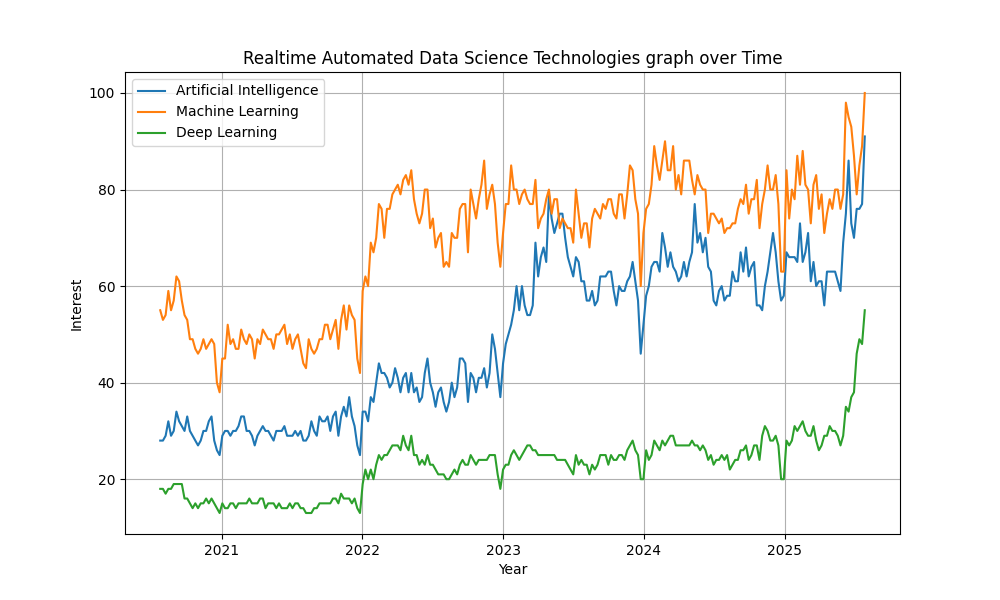 Realtime Automated Data Science Technologies graph over Time
Artificial Intelligence
Machine Learning
Deep Learning
100
80
60
40
20
Interest
2021
2022
2023
2024
2025
Year